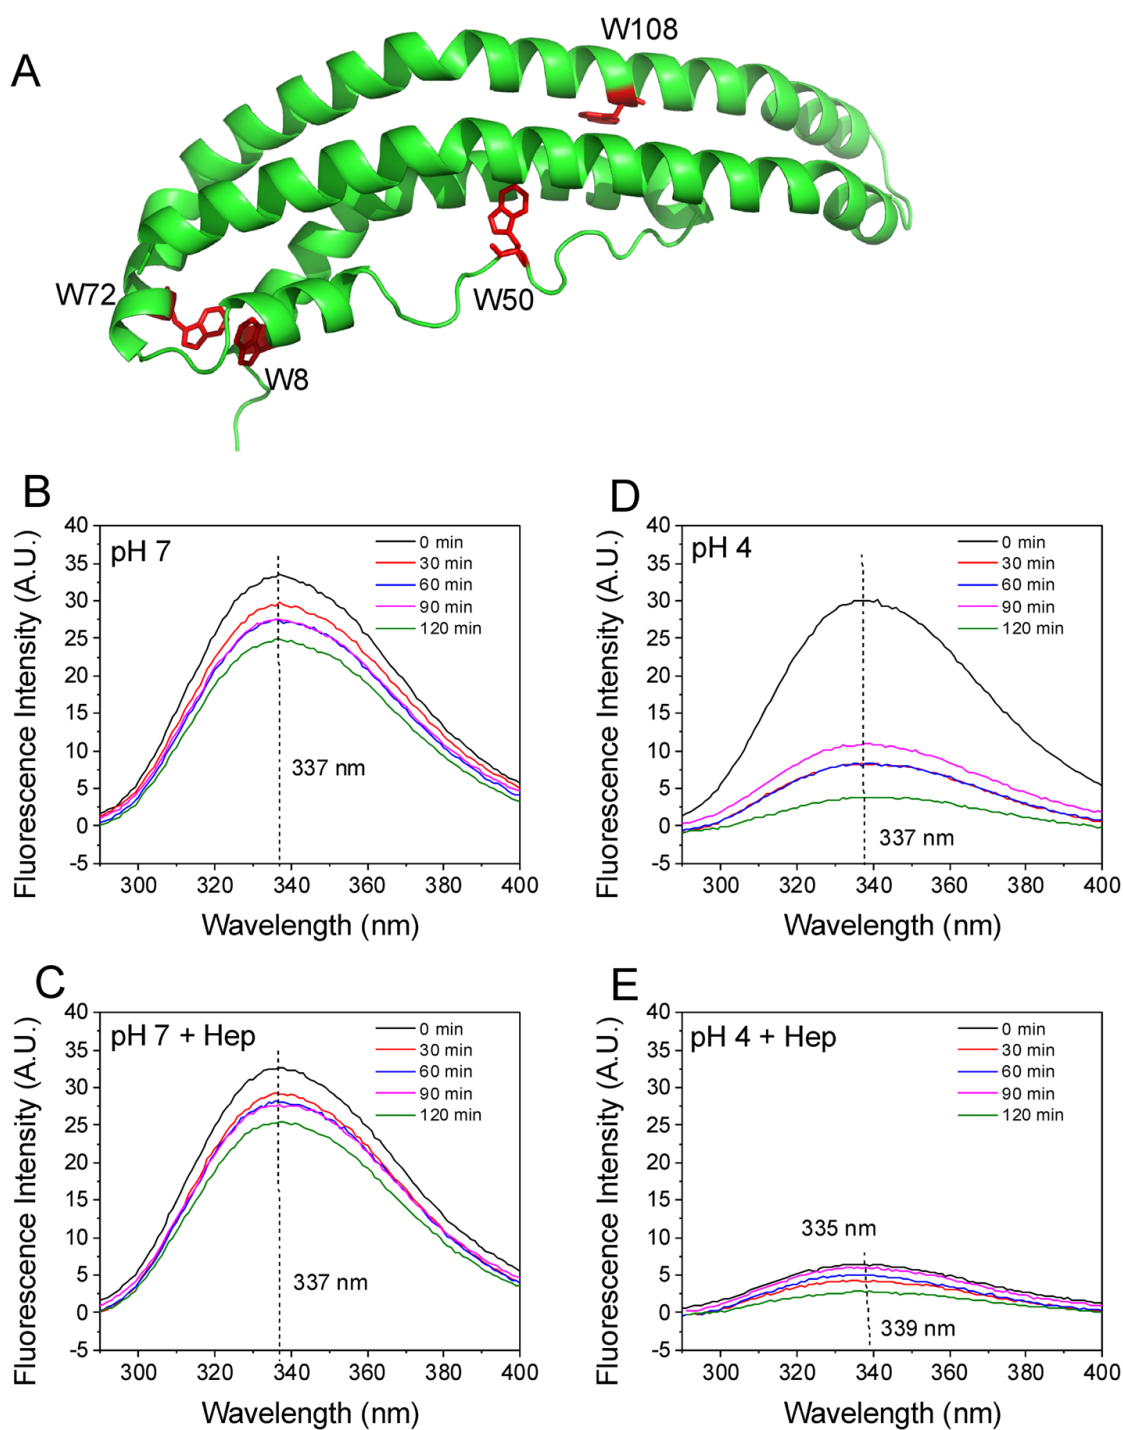 A
W108
W72
W50
W8
B
pH 7
0 min
30 min
60 min
90 min
120 min
337 nm
40
35
30
25
20
15
10
5
0
-5
300
320
340
360
380
400
Fluorescence Intensity (A.U.)
Wavelength (nm)
D
pH 4
0 min
30 min
60 min
90 min
120 min
337 nm
40
35
30
25
20
15
10
5
0
-5
300
320
340
360
380
400
Fluorescence Intensity (A.U.)
Wavelength (nm)
C
pH 7 + Hep
0 min
30 min
60 min
90 min
120 min
337 nm
40
35
30
25
20
15
10
5
0
-5
300
320
340
360
380
400
Fluorescence Intensity (A.U.)
Wavelength (nm)
E
pH 4 + Hep
0 min
30 min
60 min
90 min
120 min
335 nm
339 nm
40
35
30
25
20
15
10
5
0
-5
300
320
340
360
380
400
Fluorescence Intensity (A.U.)
Wavelength (nm)